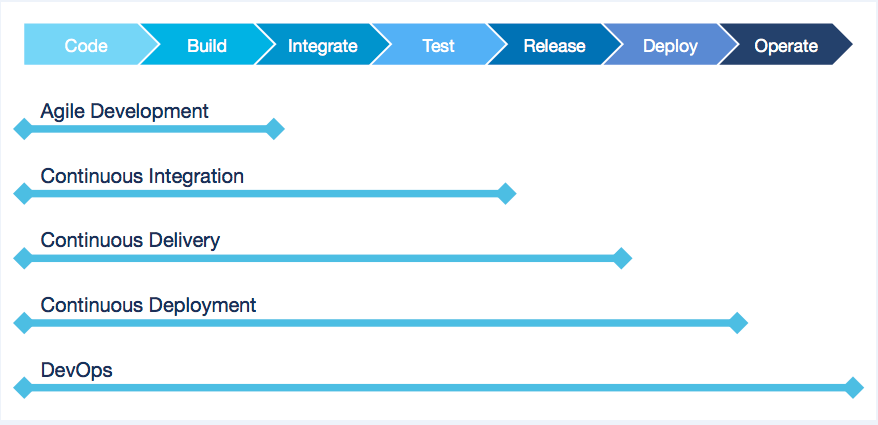 Code Build Integrate Test Release Deploy Operate
Agile Development
Continuous Integration
Continuous Delivery
Continuous Deployment
DevOps